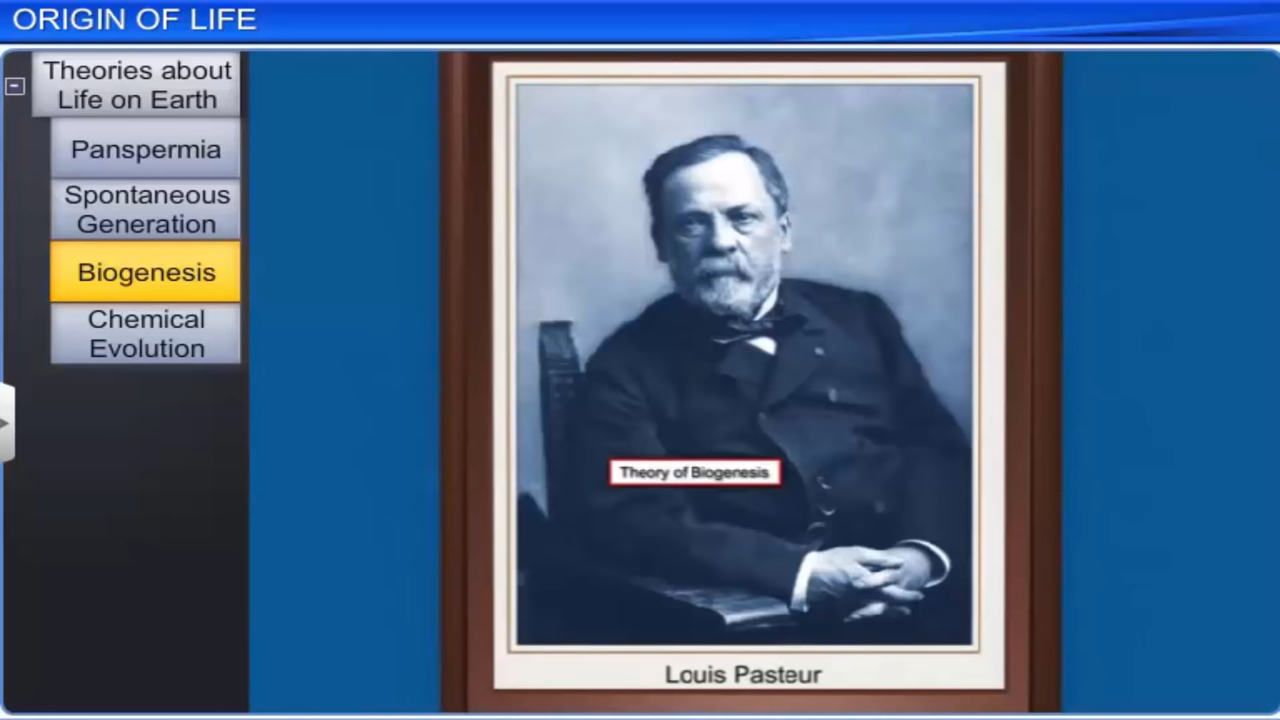 ORIGIN OF LIFE
Theories about
Life on Earth
Panspermia
Spontaneous
Generation
Biogenesis
Chemical
Evolution
Theory of Biogenesis
Louis Pasteur